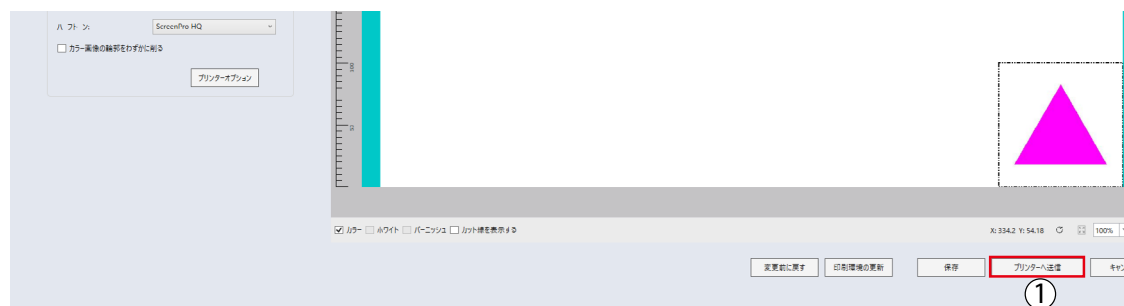 ハーフトーン: ScreenPro HQ
カラー画像の輪郭をわずかに削る
プリンターオプション
100
50
カラー ホワイト バーニッシュ カット線を表示する
X: 334.2 Y: 54.18 100%
変更前に戻す 印刷環境の更新 保存 プリンターへ送信 キャン
①